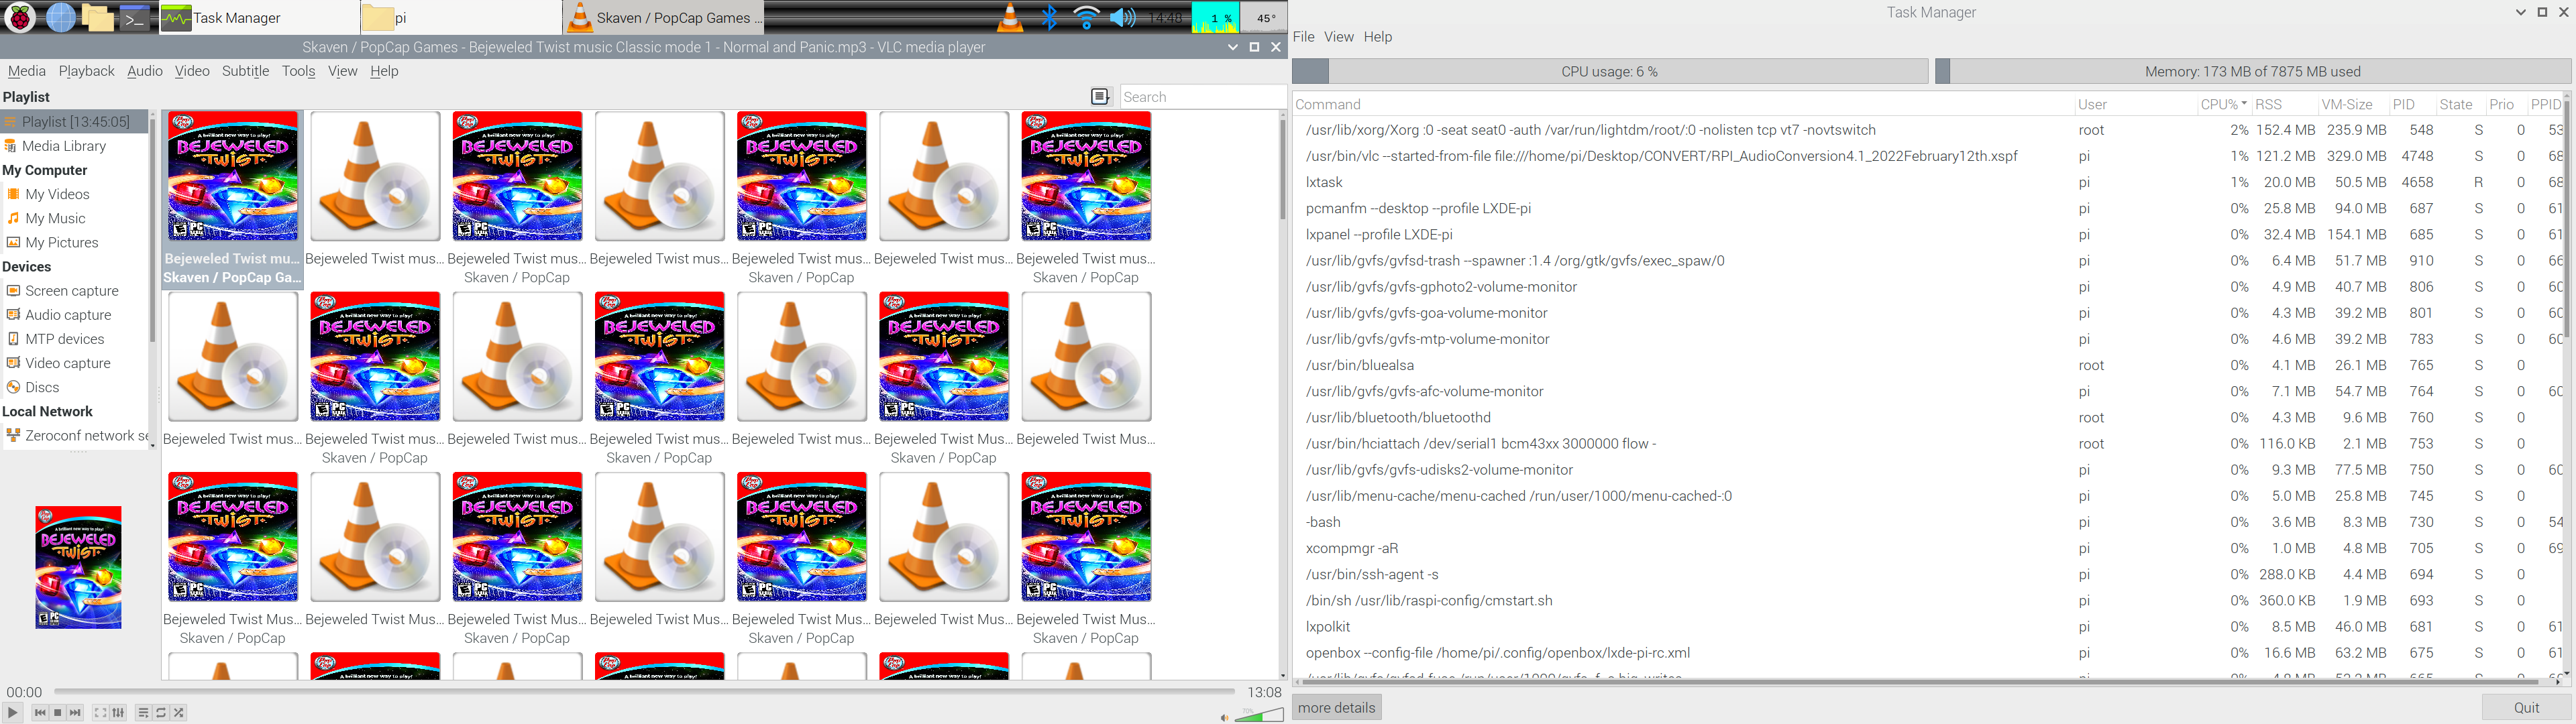 Task Manager
pi
Skaven / PopCap Games ...
14:48
1 %
45°
Skaven / PopCap Games - Bejeweled Twist music Classic mode 1 - Normal and Panic.mp3 - VLC media player
Media Playback Audio Video Subtitle Tools View Help
Playlist
Search
Playlist [13:45:05]
Media Library
My Computer
My Videos
My Music
My Pictures
Devices
Screen capture
Audio capture
MTP devices
Video capture
Discs
Local Network
Zeroconf network se
A brilliant new way to play!
BEJEWELED
TWIST
PC
Bejeweled Twist mu... Bejeweled Twist mus... Bejeweled Twist mus... Bejeweled Twist mus... Bejeweled Twist mus... Bejeweled Twist mus... Bejeweled Twist mus...
Skaven / PopCap Ga... Skaven / PopCap Skaven / PopCap Skaven / PopCap
Bejeweled Twist mus... Bejeweled Twist mus... Bejeweled Twist mus... Bejeweled Twist Mus... Bejeweled Twist Mus... Bejeweled Twist Mus... Bejeweled Twist Mus...
Skaven / PopCap Skaven / PopCap Skaven / PopCap
Bejeweled Twist Mus... Bejeweled Twist Mus... Bejeweled Twist Mus... Bejeweled Twist Mus... Bejeweled Twist Mus... Bejeweled Twist Mus... Bejeweled Twist Mus...
Skaven / PopCap Skaven / PopCap Skaven / PopCap Skaven / PopCap
00:00
13:08
70%
Task Manager
File View Help
CPU usage: 6 %
Memory: 173 MB of 7875 MB used
Command User CPU% RSS VM-Size PID State Prio PPID
/usr/lib/xorg/Xorg :0 -seat seat0 -auth /var/run/lightdm/root/:0 -nolisten tcp vt7 -novtswitch root 2% 152.4 MB 235.9 MB 548 S 0 53
/usr/bin/vlc --started-from-file file:///home/pi/Desktop/CONVERT/RPI_AudioConversion4.1_2022February12th.xspf pi 1% 121.2 MB 329.0 MB 4748 S 0 68
lxtask pi 1% 20.0 MB 50.5 MB 4658 R 0 68
pcmanfm --desktop --profile LXDE-pi pi 0% 25.8 MB 94.0 MB 687 S 0 61
lxpanel --profile LXDE-pi pi 0% 32.4 MB 154.1 MB 685 S 0 61
/usr/lib/gvfs/gvfsd-trash --spawner :1.4 /org/gtk/gvfs/exec_spaw/0 pi 0% 6.4 MB 51.7 MB 910 S 0 66
/usr/lib/gvfs/gvfs-gphoto2-volume-monitor pi 0% 4.9 MB 40.7 MB 806 S 0 60
/usr/lib/gvfs/gvfs-goa-volume-monitor pi 0% 4.3 MB 39.2 MB 801 S 0 60
/usr/lib/gvfs/gvfs-mtp-volume-monitor pi 0% 4.6 MB 39.2 MB 783 S 0 60
/usr/bin/bluealsa root 0% 4.1 MB 26.1 MB 765 S 0
/usr/lib/gvfs/gvfs-afc-volume-monitor pi 0% 7.1 MB 54.7 MB 764 S 0 60
/usr/lib/bluetooth/bluetoothd root 0% 4.3 MB 9.6 MB 760 S 0
/usr/bin/hciattach /dev/serial1 bcm43xx 3000000 flow - root 0% 116.0 KB 2.1 MB 753 S 0
/usr/lib/gvfs/gvfs-udisks2-volume-monitor pi 0% 9.3 MB 77.5 MB 750 S 0 60
/usr/lib/menu-cache/menu-cached /run/user/1000/menu-cached-:0 pi 0% 5.0 MB 25.8 MB 745 S 0
-bash pi 0% 3.6 MB 8.3 MB 730 S 0 54
xcompmgr -aR pi 0% 1.0 MB 4.8 MB 705 S 0 69
/usr/bin/ssh-agent -s pi 0% 288.0 KB 4.4 MB 694 S 0
/bin/sh /usr/lib/raspi-config/cmstart.sh pi 0% 360.0 KB 1.9 MB 693 S 0
lxpolkit pi 0% 8.5 MB 46.0 MB 681 S 0 61
openbox --config-file /home/pi/.config/openbox/lxde-pi-rc.xml pi 0% 16.6 MB 63.2 MB 675 S 0 61
more details
Quit